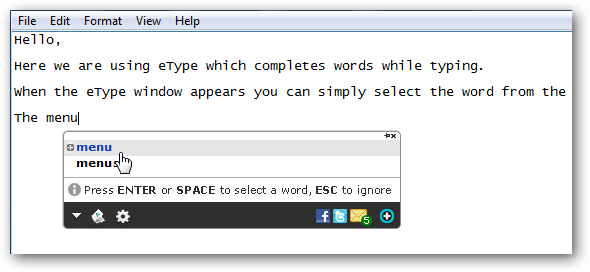 File Edit Format View Help
Hello,
Here we are using eType which completes words while typing.
When the eType window appears you can simply select the word from the
The menu
menu
menus
Press ENTER or SPACE to select a word, ESC to ignore
5